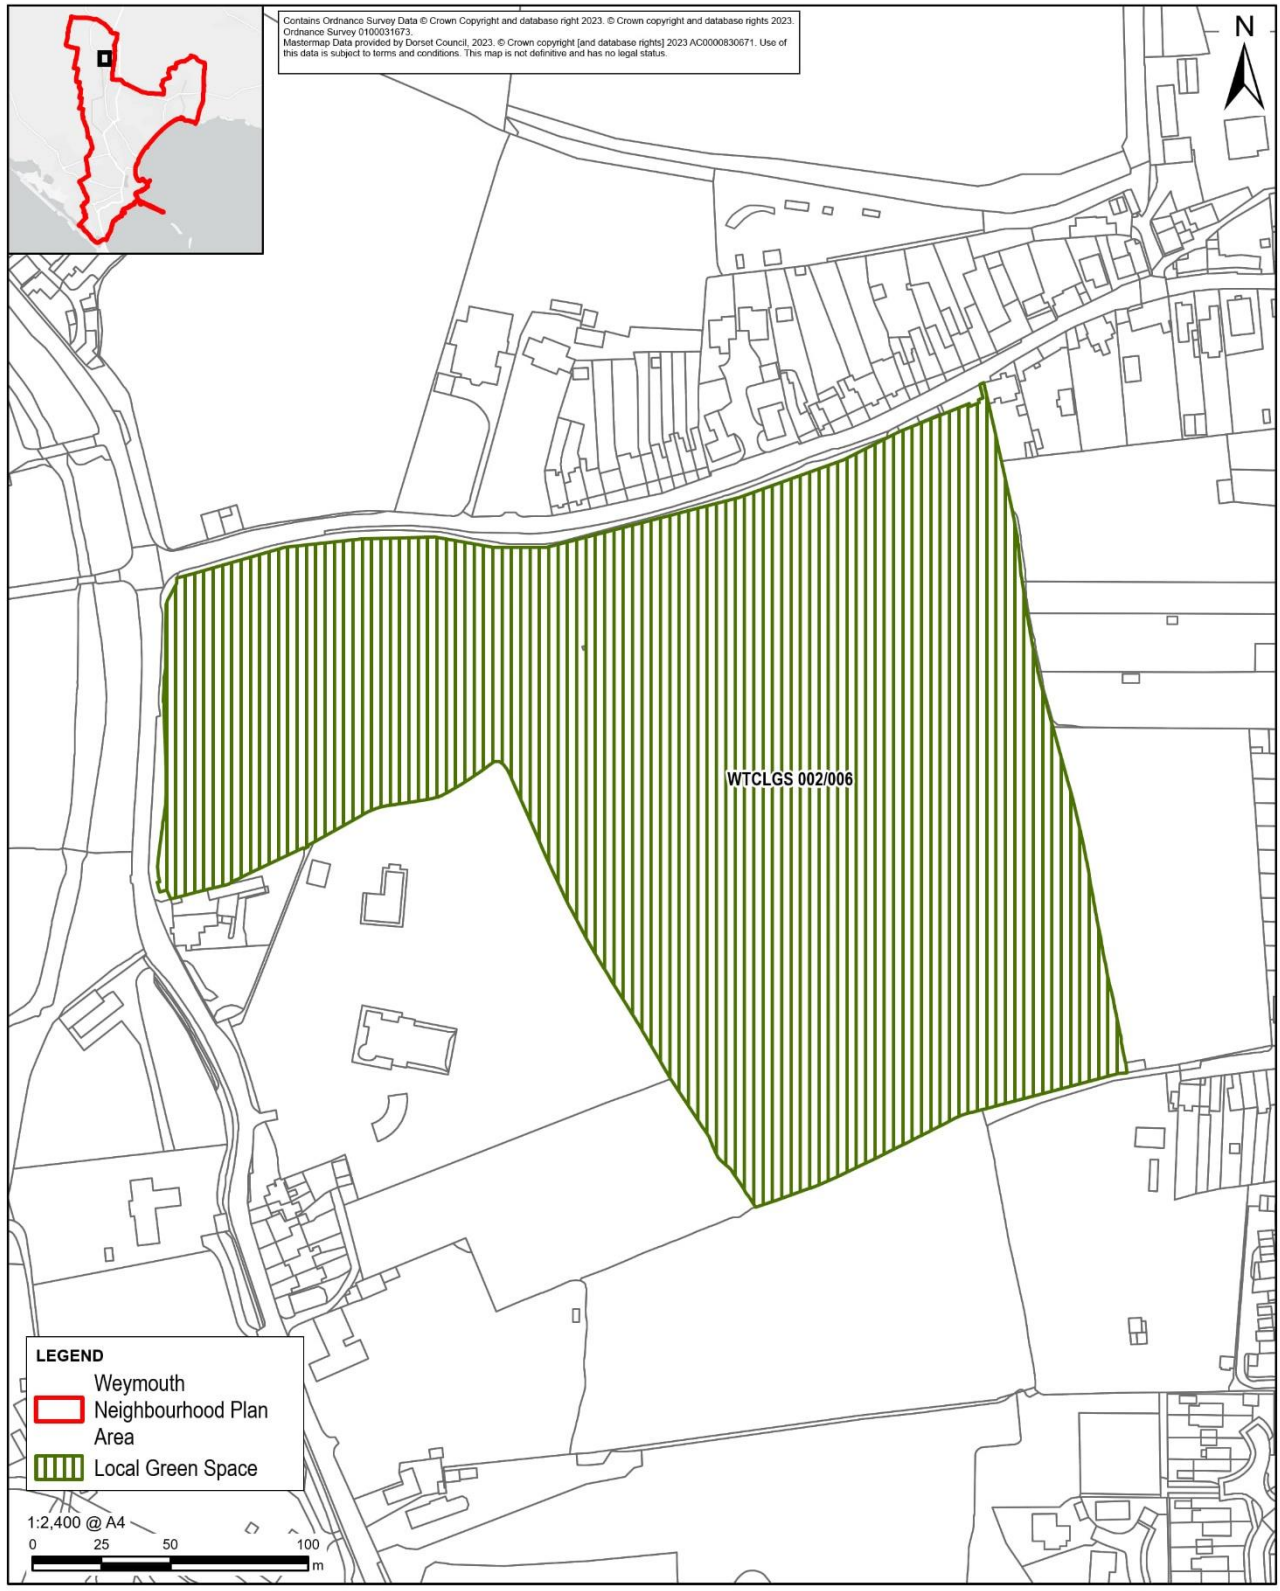 Contains Ordnance Survey Data © Crown Copyright and database right 2023. © Crown copyright and database rights 2023.
Ordnance Survey 0100031673.
Mastermap Data provided by Dorset Council, 2023. © Crown copyright [and database rights] 2023 AC0000830671. Use of
this data is subject to terms and conditions. This map is not definitive and has no legal status.
N
WTCLGS 002/006
LEGEND
Weymouth
Neighbourhood Plan
Area
Local Green Space
1:2,400 @ A4
0 25 50 100
m